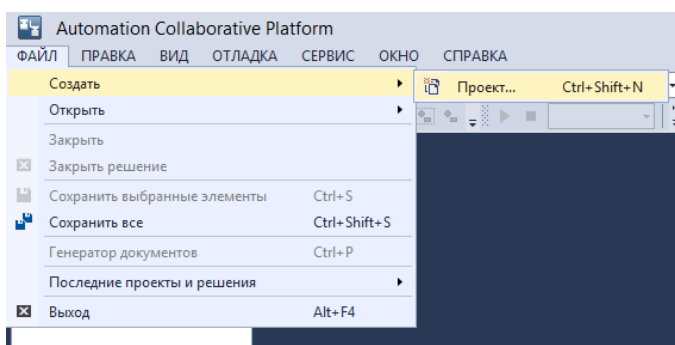 Automation Collaborative Platform
ФАЙЛ ПРАВКА ВИД ОТЛАДКА СЕРВИС ОКНО СПРАВКА
Создать
Проект... Ctrl+Shift+N
Открыть
Закрыть
Закрыть решение
Сохранить выбранные элементы Ctrl+S
Сохранить все Ctrl+Shift+S
Генератор документов Ctrl+P
Последние проекты и решения
Выход Alt+F4